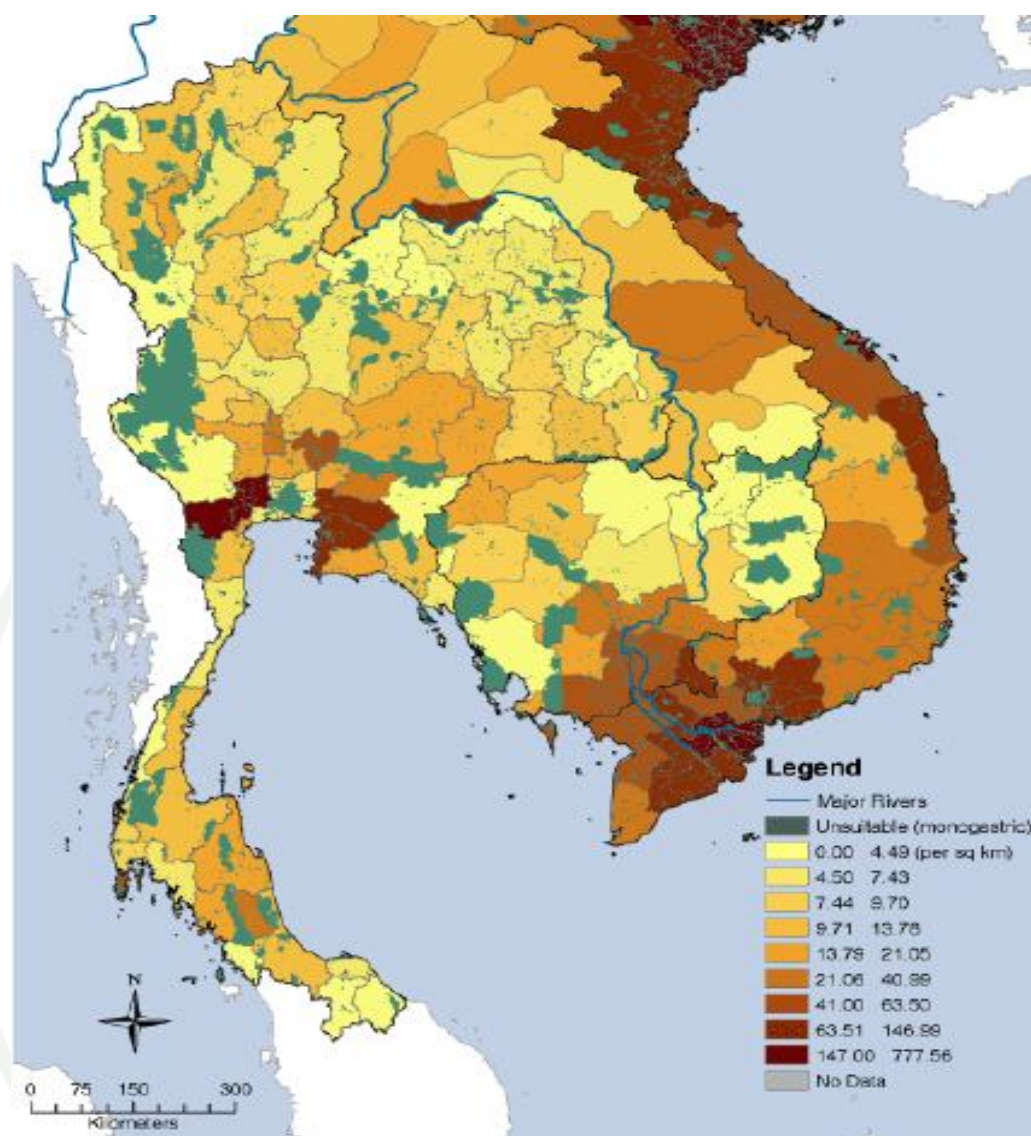 Legend
Major Rivers
Unsuitable (monogastric)
0.00 4.49 (per sq km)
4.50 7.43
7.44 9.70
9.71 13.78
13.79 21.05
21.06 40.99
41.00 63.50
63.51 146.99
147.00 777.56
No Data
N
0 75 150 300
Kilometers